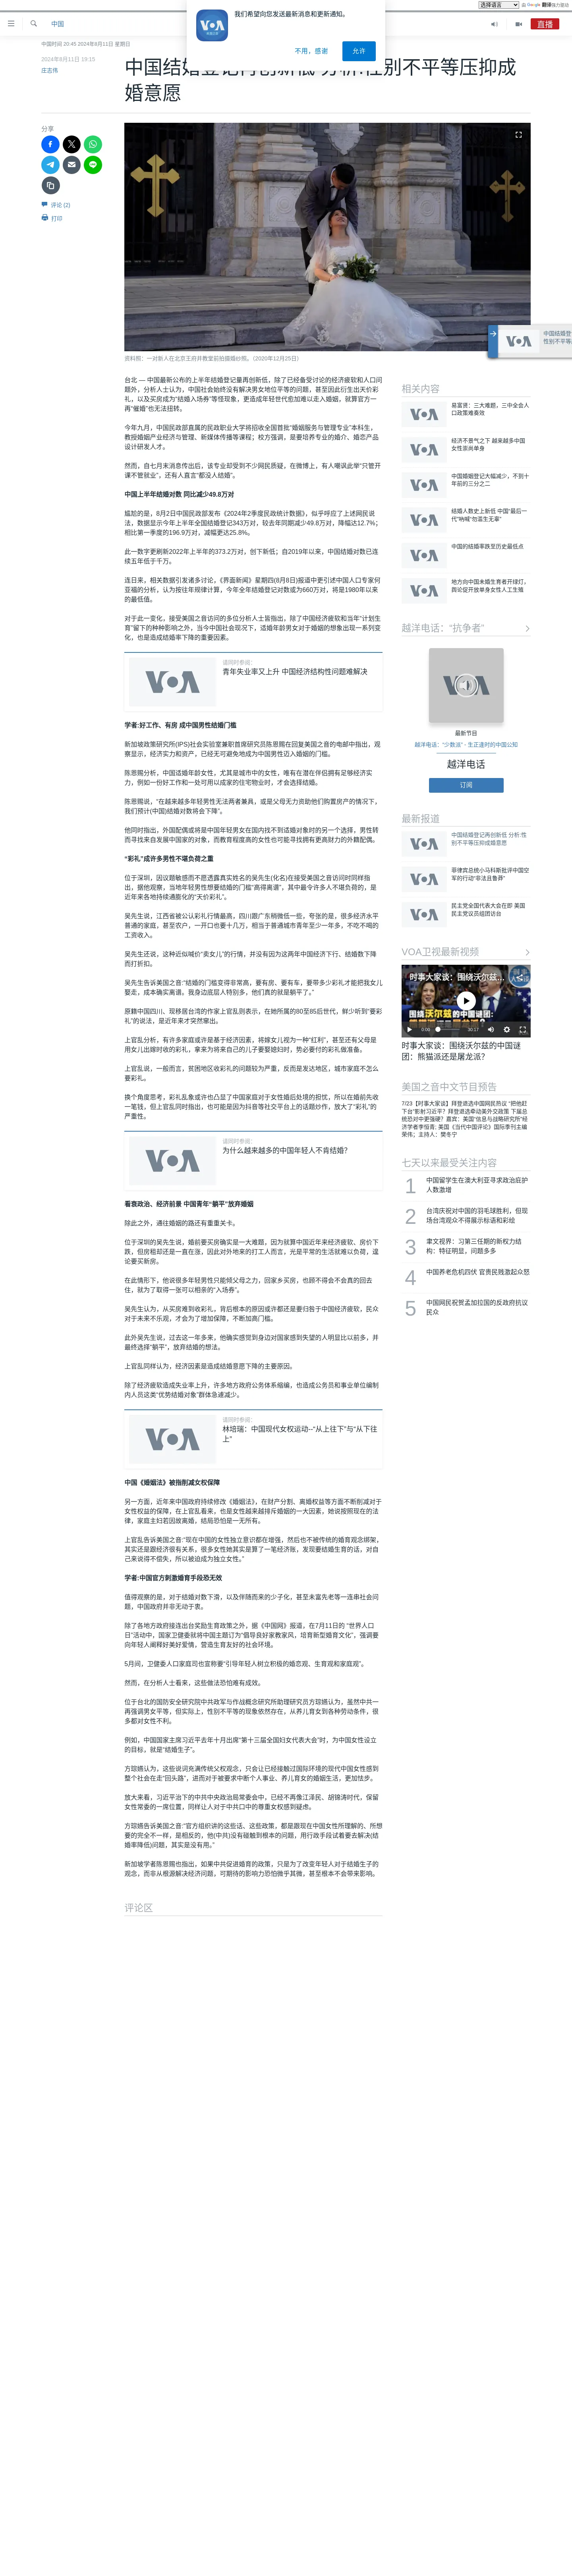 选择语言
由 Google 翻译强力驱动
我们希望向您发送最新消息和更新通知。
不用，感谢
允许
中国
直播
中国时间 20:45 2024年8月11日 星期日
2024年8月11日 19:15
庄志伟
中国结婚登记再创新低 分析:性别不平等压抑成
婚意愿
分享
评论 (2)
打印
资料照：一对新人在北京王府井教堂前拍摄婚纱照。（2020年12月25日）
台北 — 中国最新公布的上半年结婚登记量再创新低。除了已经备受讨论的经济疲软和人口问
题外，分析人士认为，中国社会始终没有解决男女地位平等的问题，甚至因此衍生出天价彩
礼，以及买房成为“结婚入场券”等怪现象，更造成年轻世代愈加难以走入婚姻，就算官方一
再“催婚”也无法扭转。
今年九月，中国民政部直属的民政职业大学将招收全国首批“婚姻服务与管理专业”本科生，
教授婚姻产业经济与管理、新媒体传播等课程；校方强调，是要培养专业的婚介、婚恋产品
设计研发人才。
然而，自七月末消息传出后，该专业却受到不少网民质疑，在微博上，有人嘲讽此举“只管开
课不管就业”，还有人直言“都没人结婚”。
中国上半年结婚对数 同比减少49.8万对
尴尬的是，8月2日中国民政部发布《2024年2季度民政统计数据》，似乎呼应了上述网民说
法，数据显示今年上半年全国结婚登记343万对，较去年同期减少49.8万对，降幅达12.7%；
相比第一季度的196.9万对，减幅更达25.8%。
此一数字更刷新2022年上半年的373.2万对，创下新低；自2019年以来，中国结婚对数已连
续五年低于千万。
连日来，相关数据引发诸多讨论，《界面新闻》星期四(8月8日)报道中更引述中国人口专家何
亚福的分析，认为按往年规律计算，今年全年结婚登记对数或为660万对，将是1980年以来
的最低值。
对于此一变化，接受美国之音访问的多位分析人士皆指出，除了中国经济疲软和当年“计划生
育”留下的种种影响之外，当今中国社会现况下，适婚年龄男女对于婚姻的想象出现一系列变
化，也是造成结婚率下降的重要因素。
请同时参阅：
青年失业率又上升 中国经济结构性问题难解决
学者:好工作、有房 成中国男性结婚门槛
新加坡政策研究所(IPS)社会实验室兼职首席研究员陈恩赐在回复美国之音的电邮中指出，观
察显示，经济实力和资产，已经无可避免地成为中国男性迈入婚姻的门槛。
陈恩赐分析，中国适婚年龄女性，尤其是城市中的女性，唯有在潜在伴侣拥有足够经济实
力，例如一份好工作和一处可用以成家的住宅物业时，才会选择结婚。
陈恩赐说，“在越来越多年轻男性无法两者兼具，或是父母无力资助他们购置房产的情况下，
我们预计(中国)结婚对数将会下降”。
他同时指出，外国配偶或将是中国年轻男女在国内找不到适婚对象时的另一个选择，男性转
而寻找来自发展中国家的对象，而教育程度高的女性也可能寻找拥有更高财力的外籍配偶。
“彩礼”成许多男性不堪负荷之重
位于深圳，因议题敏感而不愿透露真实姓名的吴先生(化名)在接受美国之音访问时同样指
出，据他观察，当地年轻男性想要结婚的门槛“高得离谱”，其中最令许多人不堪负荷的，是
近年来各地持续通膨化的“天价彩礼”。
吴先生说，江西省被公认彩礼行情最高，四川跟广东稍微低一些。夸张的是，很多经济水平
普通的家庭，甚至农户，一开口也要十几万，相当于普通城市青年至少一年多，不吃不喝的
工资收入。
吴先生还说，这种近似喊价“卖女儿”的行情，并没有因为这两年中国经济下行、结婚数下降
而打折扣。
吴先生告诉美国之音:“结婚的门槛变得非常高，要有房、要有车，要带多少彩礼才能把我女儿
娶走，成本确实离谱。我身边底层人特别多，他们真的就是躺平了。”
原籍中国四川、现移居台湾的作家上官乱则表示，在她所属的80至85后世代，鲜少听到“要彩
礼”的说法，是近年来才突然窜出。
上官乱分析，有许多家庭或许是基于经济因素，将嫁女儿视为一种“红利”，甚至还有父母是
用女儿出嫁时收的彩礼，拿来为将来自己的儿子要娶媳妇时，势必要付的彩礼做准备。
上官乱说，一般而言，贫困地区收彩礼的问题较为严重，反而是发达地区，城市家庭不怎么
要彩礼。
换个角度思考，彩礼乱象或许也凸显了中国家庭对于女性婚后处境的担忧，所以在婚前先收
一笔钱，但上官乱同时指出，也可能是因为抖音等社交平台上的话题炒作，放大了“彩礼”的
严重性。
请同时参阅：
为什么越来越多的中国年轻人不肯结婚？
看衰政治、经济前景 中国青年“躺平”放弃婚姻
除此之外，通往婚姻的路还有重重关卡。
位于深圳的吴先生说，婚前要买房确实是一大难题，因为就算中国近年来经济疲软、房价下
跌，但房租却还是一直在涨，因此对外地来的打工人而言，光是平常的生活就难以负荷，遑
论要买新房。
在此情形下，他说很多年轻男性只能倾父母之力，回家乡买房，也顾不得会不会真的回去
住，就为了取得一张可以相亲的“入场券”。
吴先生认为，从买房难到收彩礼，背后根本的原因或许都还是要归咎于中国经济疲软，民众
对于未来不乐观，才会为了增加保障，不断加高门槛。
此外吴先生说，过去这一年多来，他确实感觉到身边对国家感到失望的人明显比以前多，并
最终选择“躺平”，放弃结婚的想法。
上官乱同样认为，经济因素是造成结婚意愿下降的主要原因。
除了经济疲软造成失业率上升，许多地方政府公务体系缩编，也造成公务员和事业单位编制
内人员这类“优势结婚对象”群体急速减少。
请同时参阅：
林培瑞：中国现代女权运动--“从上往下”与“从下往
上”
中国《婚姻法》被指削减女权保障
另一方面，近年来中国政府持续修改《婚姻法》，在财产分割、离婚权益等方面不断削减对于
女性权益的保障，在上官乱看来，也是女性越来越排斥婚姻的一大因素，她说按照现在的法
律，家庭主妇若因故离婚，结局恐怕是一无所有。
上官乱告诉美国之音:“现在中国的女性独立意识都在增强，然后也不被传统的婚育观念绑架，
其实还是跟经济很有关系，很多女性她其实是算了一笔经济账，发现要结婚生育的话，对自
己来说得不偿失，所以被迫成为独立女性。”
学者:中国官方刺激婚育手段恐无效
值得观察的是，对于结婚对数下滑，以及伴随而来的少子化，甚至未富先老等一连串社会问
题，中国政府并非无动于衷。
除了各地方政府接连出台奖励生育政策之外，据《中国网》报道，在7月11日的 “世界人口
日”活动中，国家卫健委就将中国主题订为“倡导良好家教家风，培育新型婚育文化”，强调要
向年轻人阐释好美好爱情，营造生育友好的社会环境。
5月间，卫健委人口家庭司也宣称要“引导年轻人树立积极的婚恋观、生育观和家庭观”。
然而，在分析人士看来，这些做法恐怕难有成效。
位于台北的国防安全研究院中共政军与作战概念研究所助理研究员方琮嬿认为，虽然中共一
再强调男女平等，但实际上，性别不平等的现象依然存在，从养儿育女到各种劳动条件，很
多都对女性不利。
例如，中国国家主席习近平去年十月出席“第十三届全国妇女代表大会”时，为中国女性设立
的目标，就是“结婚生子”。
方琮嬿认为，这些说词充满传统父权观念，只会让已经接触过国际环境的现代中国女性感到
整个社会在走“回头路”，进而对于被要求中断个人事业、养儿育女的婚姻生活，更加怯步。
放大来看，习近平治下的中共中央政治局常委会中，已经不再像江泽民、胡锦涛时代，保留
女性常委的一席位置，同样让人对于中共口中的尊重女权感到疑虑。
方琮嬿告诉美国之音:“官方组织讲的这些话、这些政策，都是跟现在中国女性所理解的、所想
要的完全不一样，是相反的，他(中共)没有碰触到根本的问题，用行政手段试着要去解决(结
婚率降低)问题，其实是没有用。”
新加坡学者陈恩赐也指出，如果中共促进婚育的政策，只是为了改变年轻人对于结婚生子的
观念，而非从根源解决经济问题，可期待的影响力恐怕微乎其微，甚至根本不会带来影响。
评论区
中国结婚登
性别不平等
相关内容
易富贤：三大难题，三中全会人
口政策难奏效
经济不景气之下 越来越多中国
女性崇尚单身
中国婚姻登记大幅减少，不到十
年前的三分之二
结婚人数史上新低 中国“最后一
代”呐喊“勿滥生无辜”
中国的结婚率跌至历史最低点
地方向中国未婚生育者开绿灯，
舆论促开放单身女性人工生殖
越洋电话：“抗争者”
最新节目
越洋电话：“少数派” - 生正逢时的中国公知
越洋电话
订阅
最新报道
中国结婚登记再创新低 分析:性
别不平等压抑成婚意愿
菲律宾总统小马科斯批评中国空
军的行动“非法且鲁莽”
民主党全国代表大会在即 美国
民主党议员组团访台
VOA卫视最新视频
时事大家谈：围绕沃尔兹...
围绕沃尔兹的中国谜团：
0:00
30:17
时事大家谈：围绕沃尔兹的中国谜
团：熊猫派还是屠龙派？
美国之音中文节目预告
7/23【时事大家谈】拜登退选中国网民热议 “把他赶
下台”影射习近平？拜登退选牵动美外交政策 下届总
统恐对中更强硬？嘉宾：美国“信息与战略研究所”经
济学者李恒青; 美国《当代中国评论》国际季刊主编
荣伟；主持人：樊冬宁
七天以来最受关注内容
1
中国留学生在澳大利亚寻求政治庇护
人数激增
2
台湾庆祝对中国的羽毛球胜利，但现
场台湾观众不得展示标语和彩绘
3
聿文视界：习第三任期的新权力结
构：特征明显，问题多多
4
中国养老危机四伏 官贵民贱激起众怒
5
中国网民祝贺孟加拉国的反政府抗议
民众